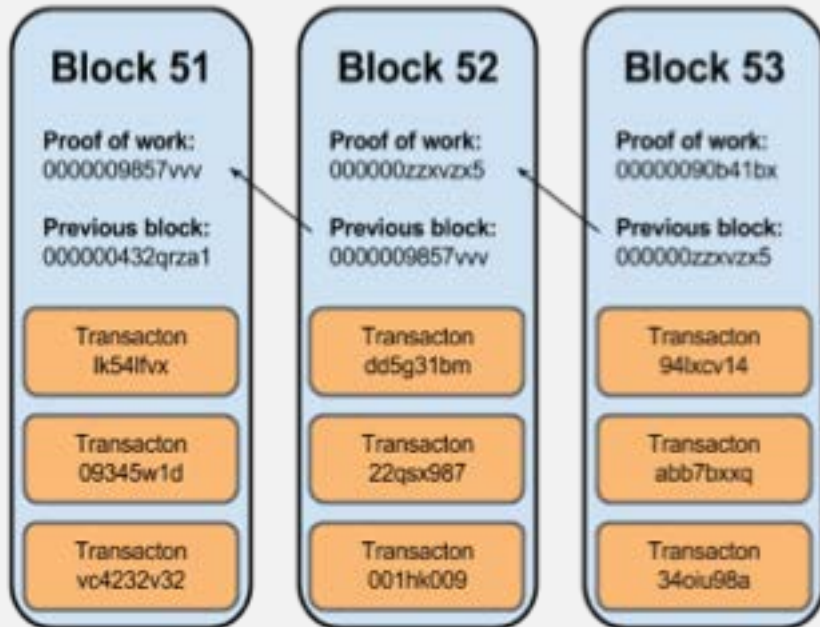 Block 51
Proof of work:
0000009857vvv
Previous block:
000000432qrza1
Transacton
lk54lfvx
Transacton
09345w1d
Transacton
vc4232v32
Block 52
Proof of work:
000000zzxvzx5
Previous block:
0000009857vvv
Transacton
dd5g31bm
Transacton
22qsx987
Transacton
001hk009
Block 53
Proof of work:
00000090b41bx
Previous block:
000000zzxvzx5
Transacton
94lxcv14
Transacton
abb7bxxq
Transacton
34oiu98a